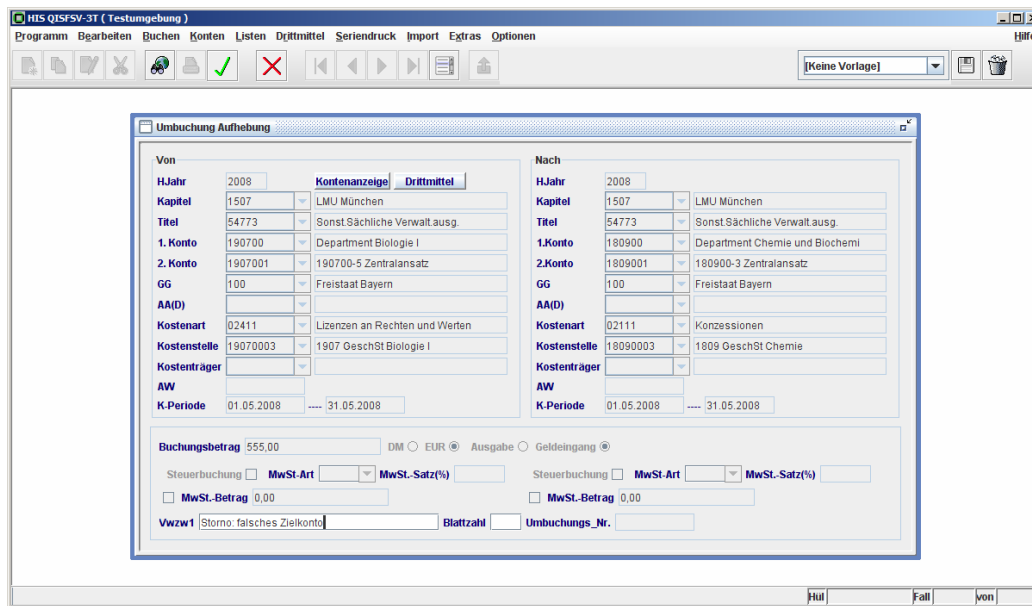 HIS QISFSV-3T ( Testumgebung )
Programm Bearbeiten Buchen Konten Listen Drittmittel Seriendruck Import Extras Optionen Hilfe
[Keine Vorlage]
Umbuchung Aufhebung
Von
HJahr 2008 Kontenanzeige Drittmittel
Kapitel 1507 LMU München
Titel 54773 Sonst.Sächliche Verwalt.ausg.
1. Konto 190700 Department Biologie I
2. Konto 1907001 190700-5 Zentralansatz
GG 100 Freistaat Bayern
AA(D)
Kostenart 02411 Lizenzen an Rechten und Werten
Kostenstelle 19070003 1907 GeschSt Biologie I
Kostenträger
AW
K-Periode 01.05.2008 ---- 31.05.2008
Nach
HJahr 2008
Kapitel 1507 LMU München
Titel 54773 Sonst.Sächliche Verwalt.ausg.
1.Konto 180900 Department Chemie und Biochemi
2.Konto 1809001 180900-3 Zentralansatz
GG 100 Freistaat Bayern
AA(D)
Kostenart 02111 Konzessionen
Kostenstelle 18090003 1809 GeschSt Chemie
Kostenträger
AW
K-Periode 01.05.2008 ---- 31.05.2008
Buchungsbetrag 555,00 DM EUR Ausgabe Geldeingang
Steuerbuchung MwSt-Art MwSt.-Satz(%) Steuerbuchung MwSt-Art MwSt.-Satz(%)
MwSt.-Betrag 0,00 MwSt.-Betrag 0,00
Vwzw1 Storno: falsches Zielkonto Blattzahl Umbuchungs_Nr.
Hül Fall von